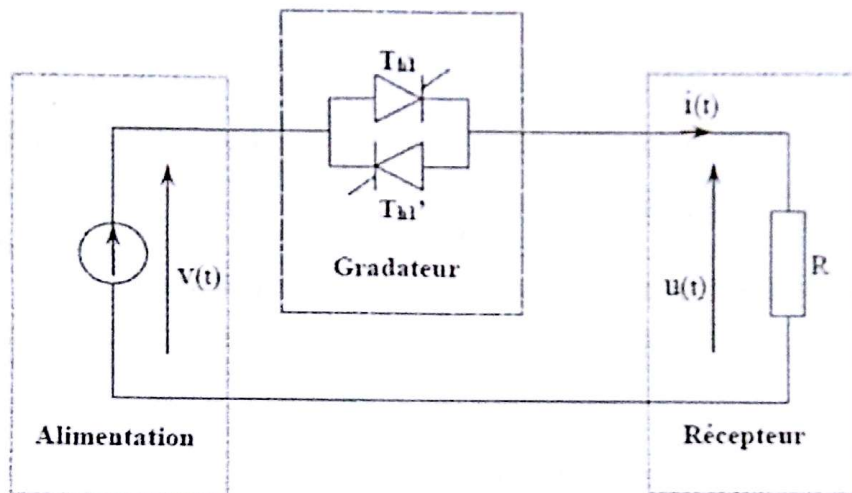 Th1
i(t)
Th1'
Gradateur
v(t)
u(t)
R
Alimentation
Récepteur